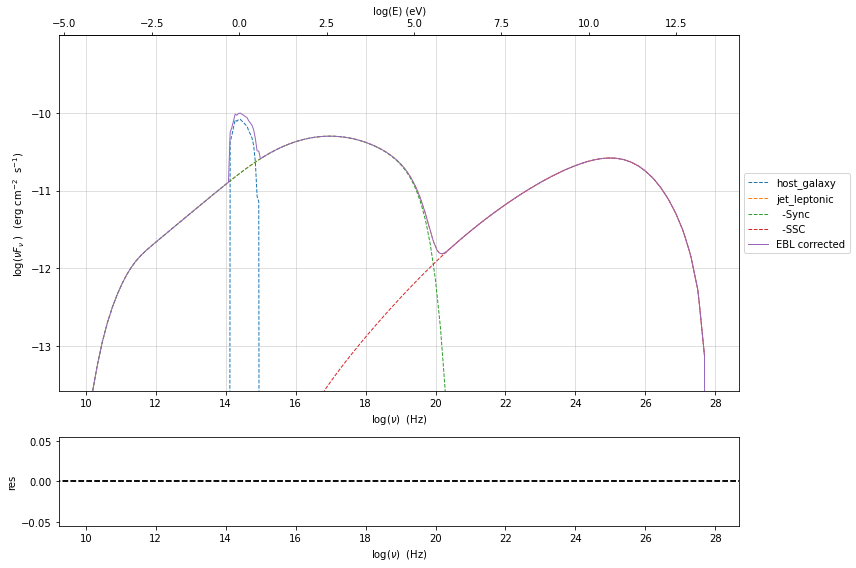 log(E) (eV)
−5.0 −2.5 0.0 2.5 5.0 7.5 10.0 12.5
log(νFν ) (erg cm⁻² s⁻¹)
−10
−11
−12
−13
10 12 14 16 18 20 22 24 26 28
log(ν) (Hz)
host_galaxy
jet_leptonic
-Sync
-SSC
EBL corrected
res
0.05
0.00
−0.05
10 12 14 16 18 20 22 24 26 28
log(ν) (Hz)